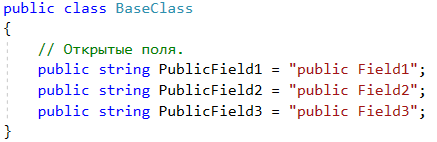 public class BaseClass
{
// Открытые поля.
public string PublicField1 = "public Field1";
public string PublicField2 = "public Field2";
public string PublicField3 = "public Field3";
}